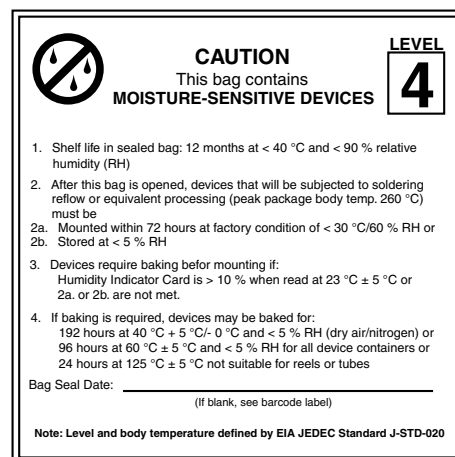 LEVEL
CAUTION
This bag contains
MOISTURE-SENSITIVE DEVICES
4
1. Shelf life in sealed bag: 12 months at < 40 °C and < 90 % relative
humidity (RH)
2. After this bag is opened, devices that will be subjected to soldering
reflow or equivalent processing (peak package body temp. 260 °C)
must be
2a. Mounted within 72 hours at factory condition of < 30 °C/60 % RH or
2b. Stored at < 5 % RH
3. Devices require baking befor mounting if:
Humidity Indicator Card is > 10 % when read at 23 °C ± 5 °C or
2a. or 2b. are not met.
4. If baking is required, devices may be baked for:
192 hours at 40 °C + 5 °C/- 0 °C and < 5 % RH (dry air/nitrogen) or
96 hours at 60 °C ± 5 °C and < 5 % RH for all device containers or
24 hours at 125 °C ± 5 °C not suitable for reels or tubes
Bag Seal Date:
(If blank, see barcode label)
Note: Level and body temperature defined by EIA JEDEC Standard J-STD-020